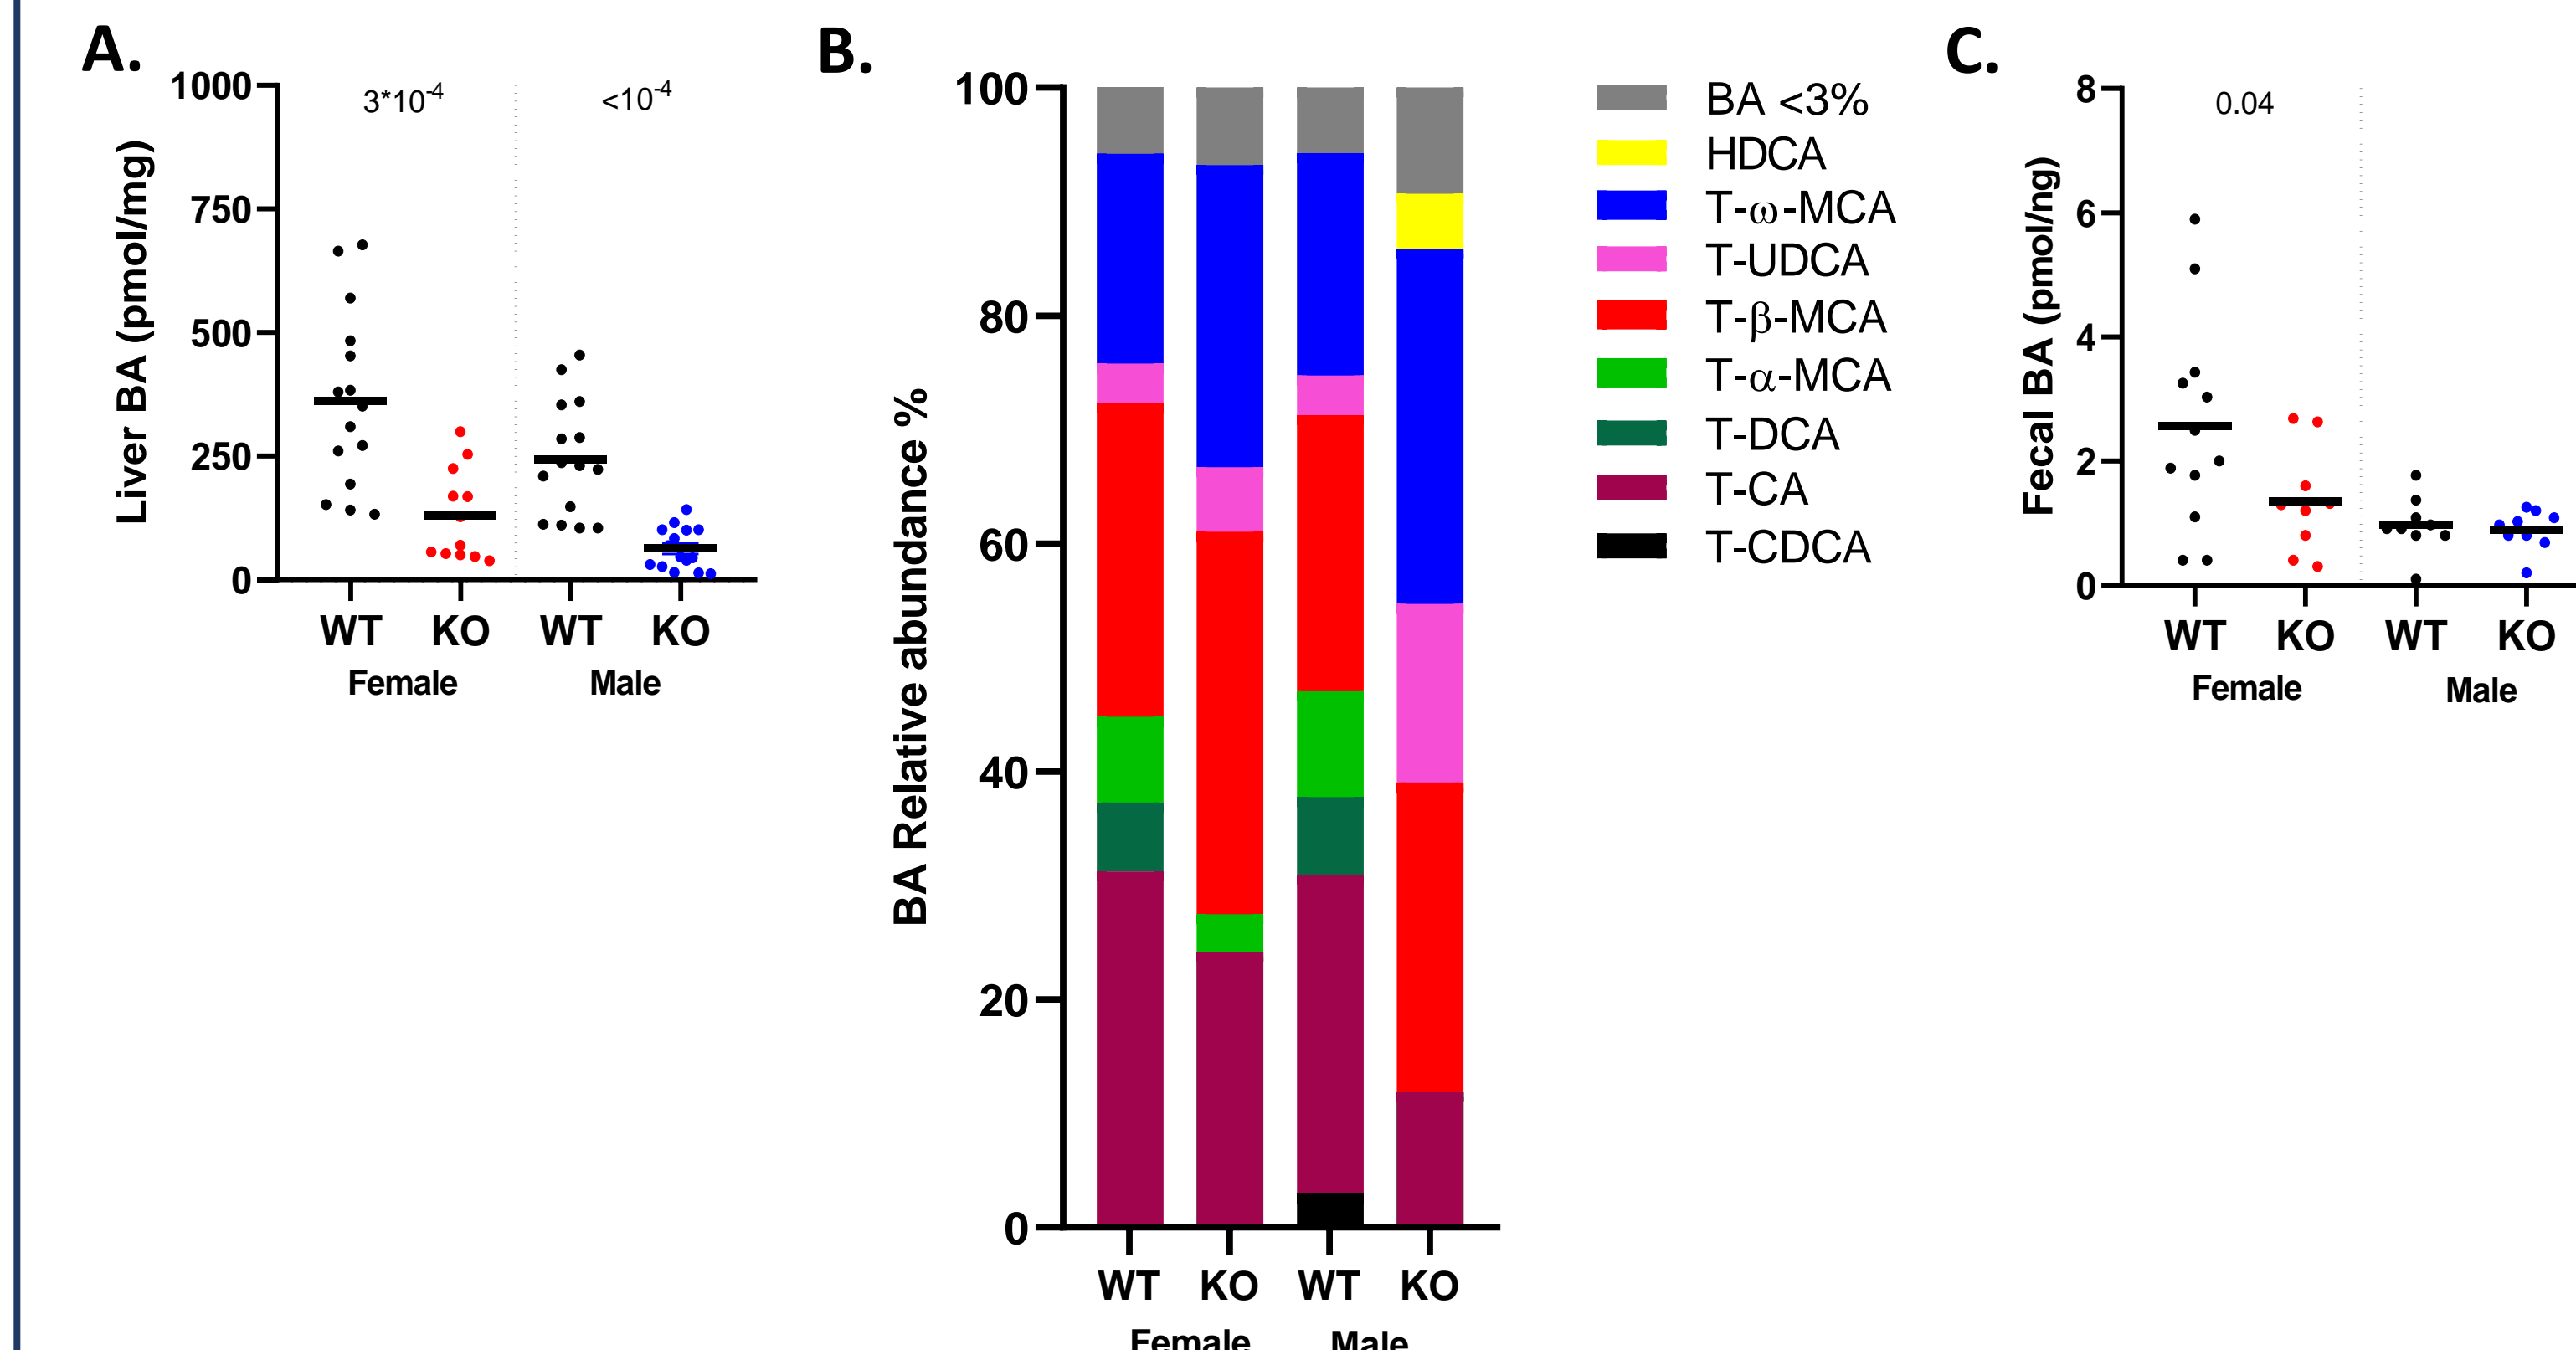 A.
1000
750
500
250
0
Liver BA (pmol/mg)
3*10-4
<10-4
WT KO WT KO
Female Male
B.
100
80
60
40
20
0
BA Relative abundance %
WT KO WT KO
Female Male
BA <3%
HDCA
T-ω-MCA
T-UDCA
T-β-MCA
T-α-MCA
T-DCA
T-CA
T-CDCA
C.
8
6
4
2
0
Fecal BA (pmol/ng)
0.04
WT KO WT KO
Female Male